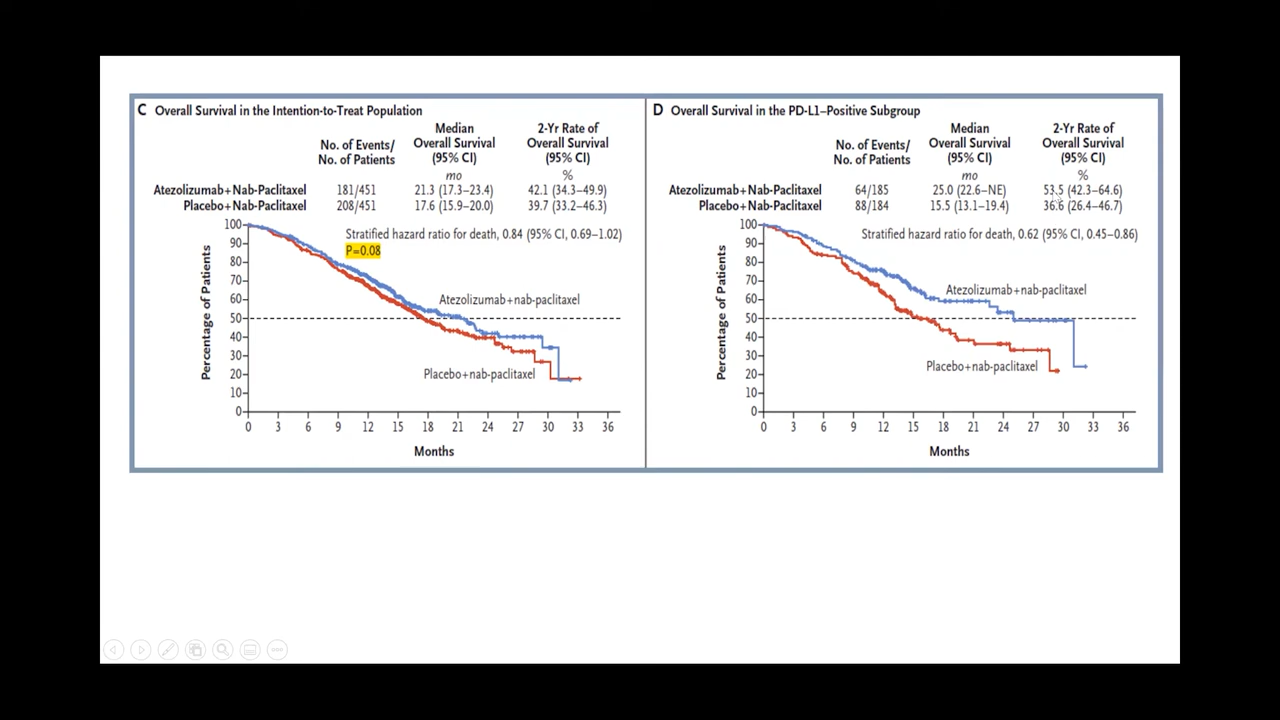 C Overall Survival in the Intention-to-Treat Population
No. of Events/
No. of Patients
Median
Overall Survival
(95% CI)
2-Yr Rate of
Overall Survival
(95% CI)
mo
%
Atezolizumab+Nab-Paclitaxel 181/451 21.3 (17.3–23.4) 42.1 (34.3–49.9)
Placebo+Nab-Paclitaxel 208/451 17.6 (15.9–20.0) 39.7 (33.2–46.3)
Stratified hazard ratio for death, 0.84 (95% CI, 0.69–1.02)
P=0.08
Percentage of Patients
100
90
80
70
60
50
40
30
20
10
0
Atezolizumab+nab-paclitaxel
Placebo+nab-paclitaxel
0 3 6 9 12 15 18 21 24 27 30 33 36
Months
D Overall Survival in the PD-L1–Positive Subgroup
No. of Events/
No. of Patients
Median
Overall Survival
(95% CI)
2-Yr Rate of
Overall Survival
(95% CI)
mo
%
Atezolizumab+Nab-Paclitaxel 64/185 25.0 (22.6–NE) 53.5 (42.3–64.6)
Placebo+Nab-Paclitaxel 88/184 15.5 (13.1–19.4) 36.6 (26.4–46.7)
Stratified hazard ratio for death, 0.62 (95% CI, 0.45–0.86)
Percentage of Patients
100
90
80
70
60
50
40
30
20
10
0
Atezolizumab+nab-paclitaxel
Placebo+nab-paclitaxel
0 3 6 9 12 15 18 21 24 27 30 33 36
Months